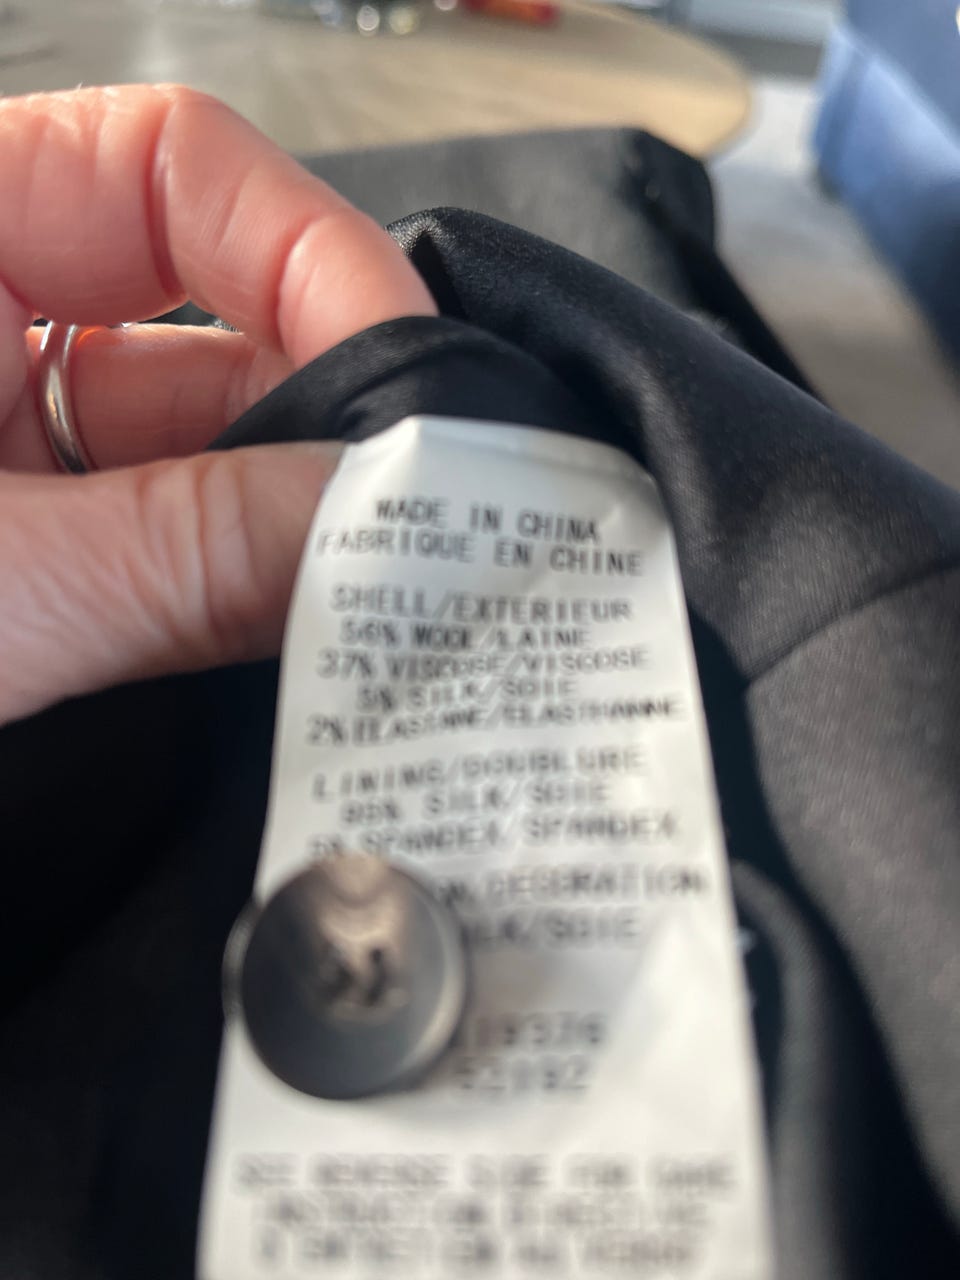 MADE IN CHINA
FABRIQUE EN CHINE
SHELL/EXTERIEUR
56% WOOL/LAINE
37% VISCOSE/VISCOSE
5% SILK/SOIE
2% ELASTANE/ELASTHANNE
LINING/DOUBLURE
95% SILK/SOIE
5% SPANDEX/SPANDEX
DECORATION
/SOIE
SEE REVERSE SIDE FOR CARE